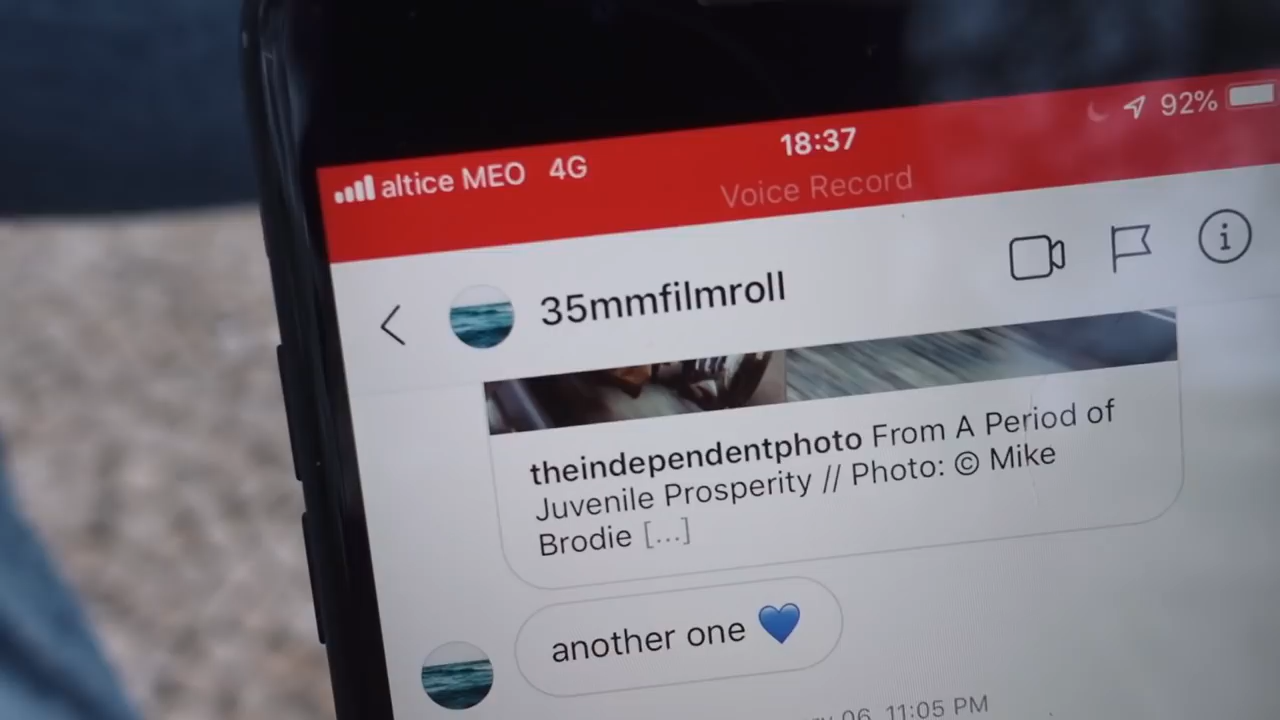 altice MEO 4G 18:37 92%
Voice Record
35mmfilmroll
theindependentphoto From A Period of
Juvenile Prosperity // Photo: © Mike
Brodie [...]
another one 💙
06, 11:05 PM